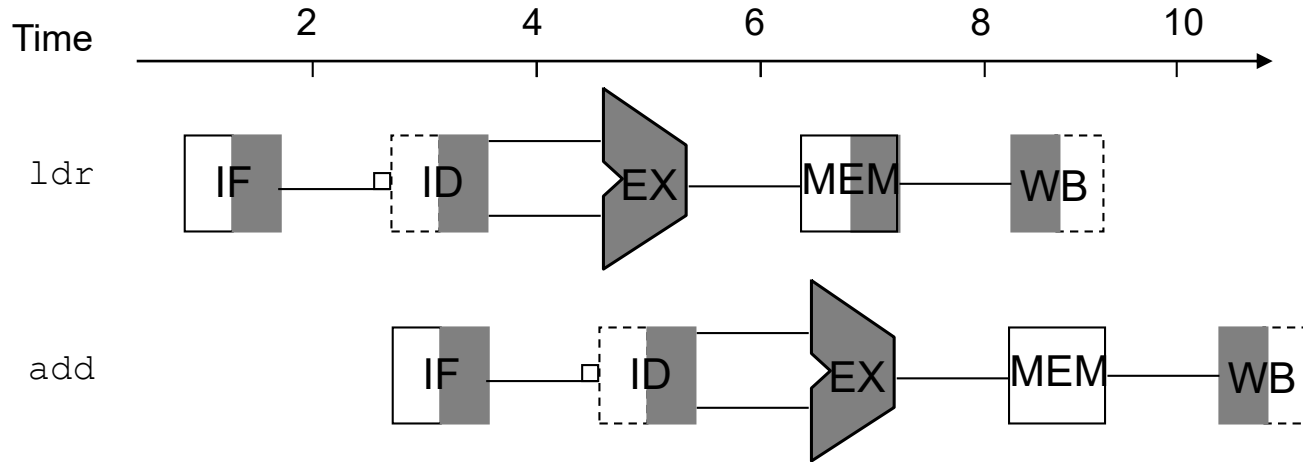 2 4 6 8 10
Time
ldr IF ID EX MEM WB
add IF ID EX MEM WB